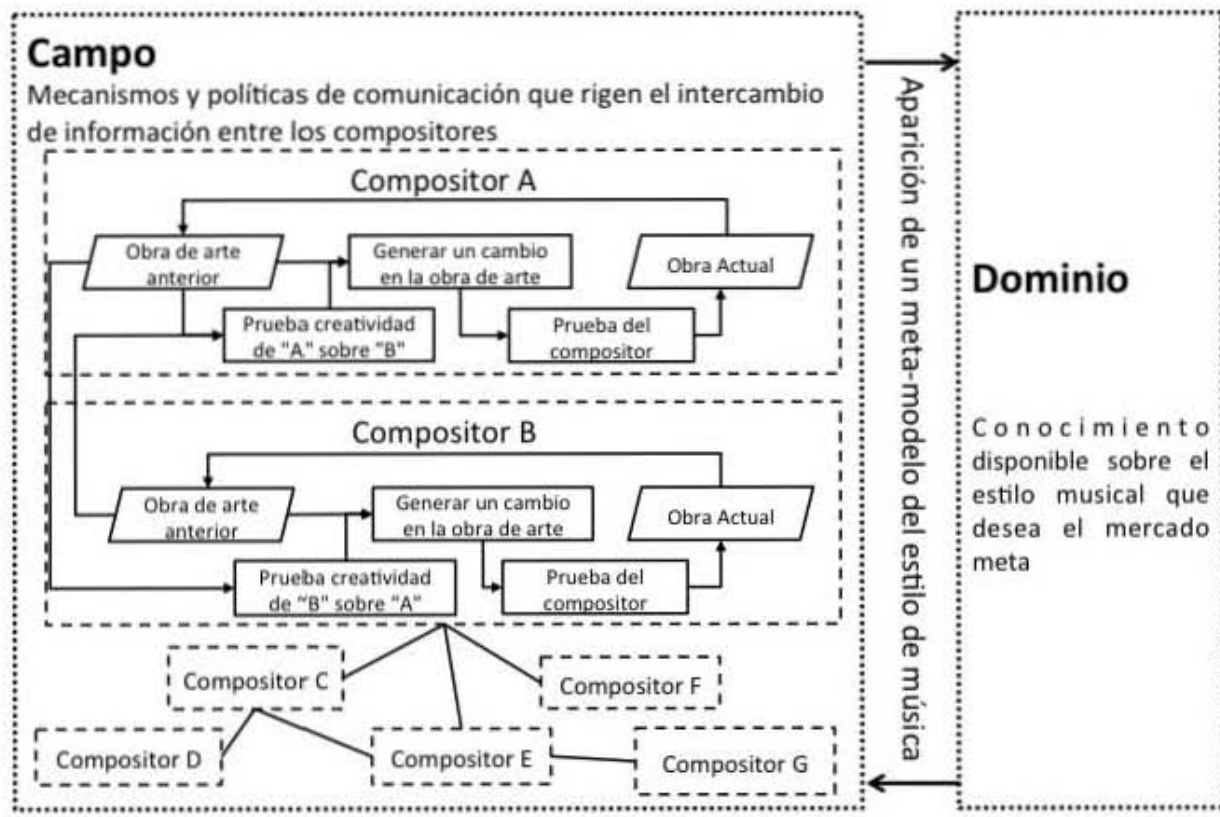 Campo
Mecanismos y políticas de comunicación que rigen el intercambio
de información entre los compositores
Compositor A
Obra de arte
anterior
Generar un cambio
en la obra de arte
Obra Actual
Prueba creatividad
de "A" sobre "B"
Prueba del
compositor
Compositor B
Obra de arte
anterior
Generar un cambio
en la obra de arte
Obra Actual
Prueba creatividad
de "B" sobre "A"
Prueba del
compositor
Compositor C
Compositor F
Compositor D
Compositor E
Compositor G
Aparición de un meta-modelo del estilo de música
Dominio
Conocimiento
disponible sobre el
estilo musical que
desea el mercado
meta